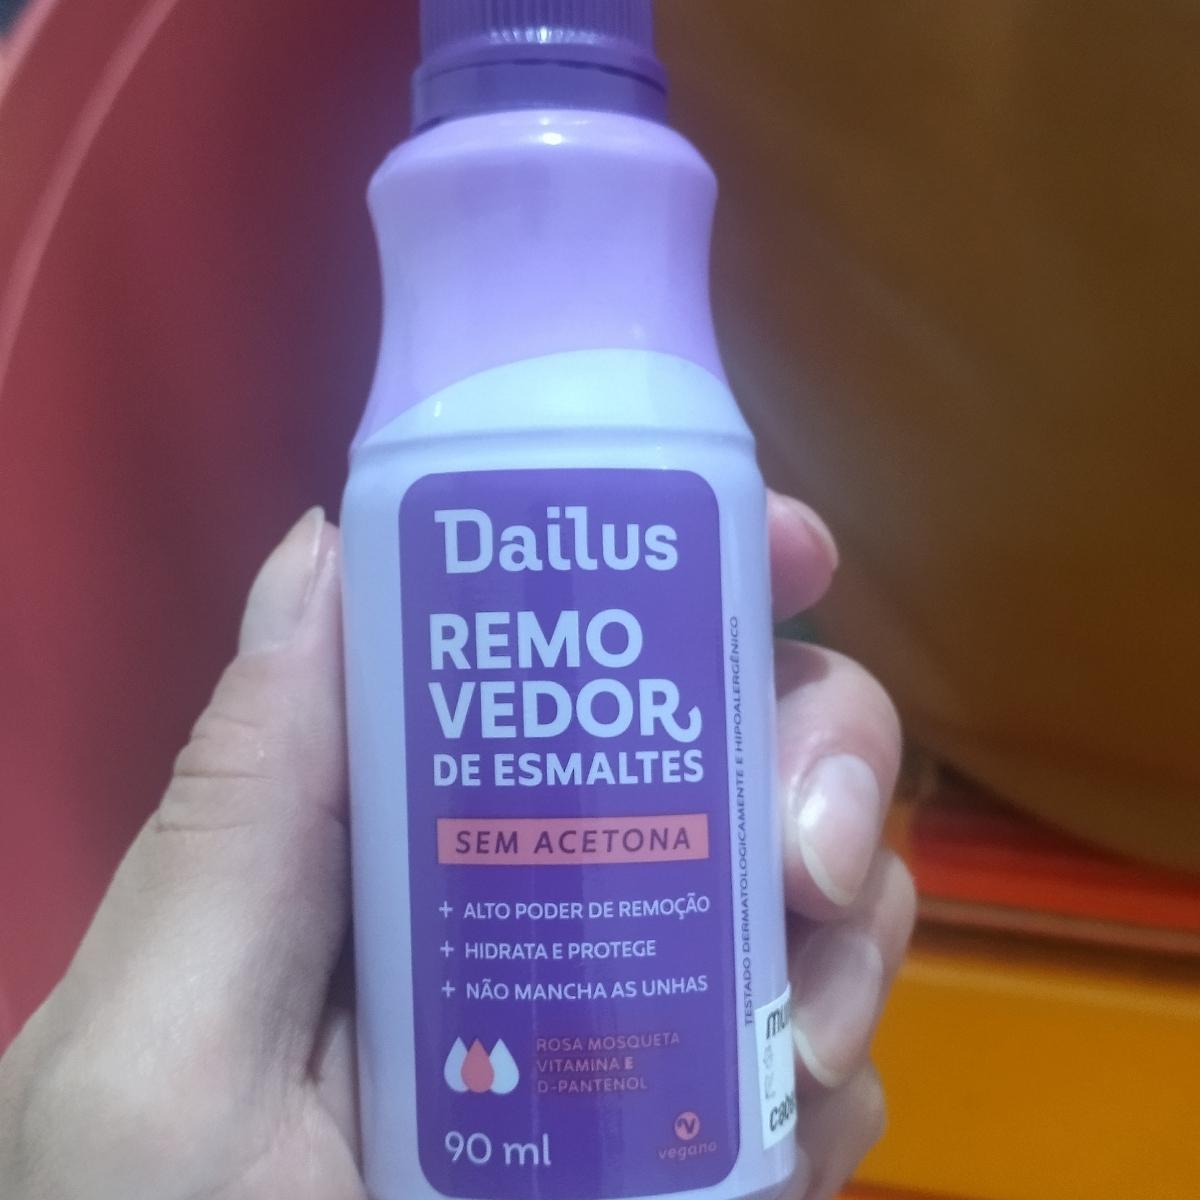 Dailus
REMO
VEDOR
DE ESMALTES
SEM ACETONA
+ ALTO PODER DE REMOÇÃO
+ HIDRATA E PROTEGE
+ NÃO MANCHA AS UNHAS
ROSA MOSQUETA
VITAMINA E
D-PANTENOL
90 ml
vegano
TESTADO DERMATOLOGICAMENTE E HIPOALERGÊNICO